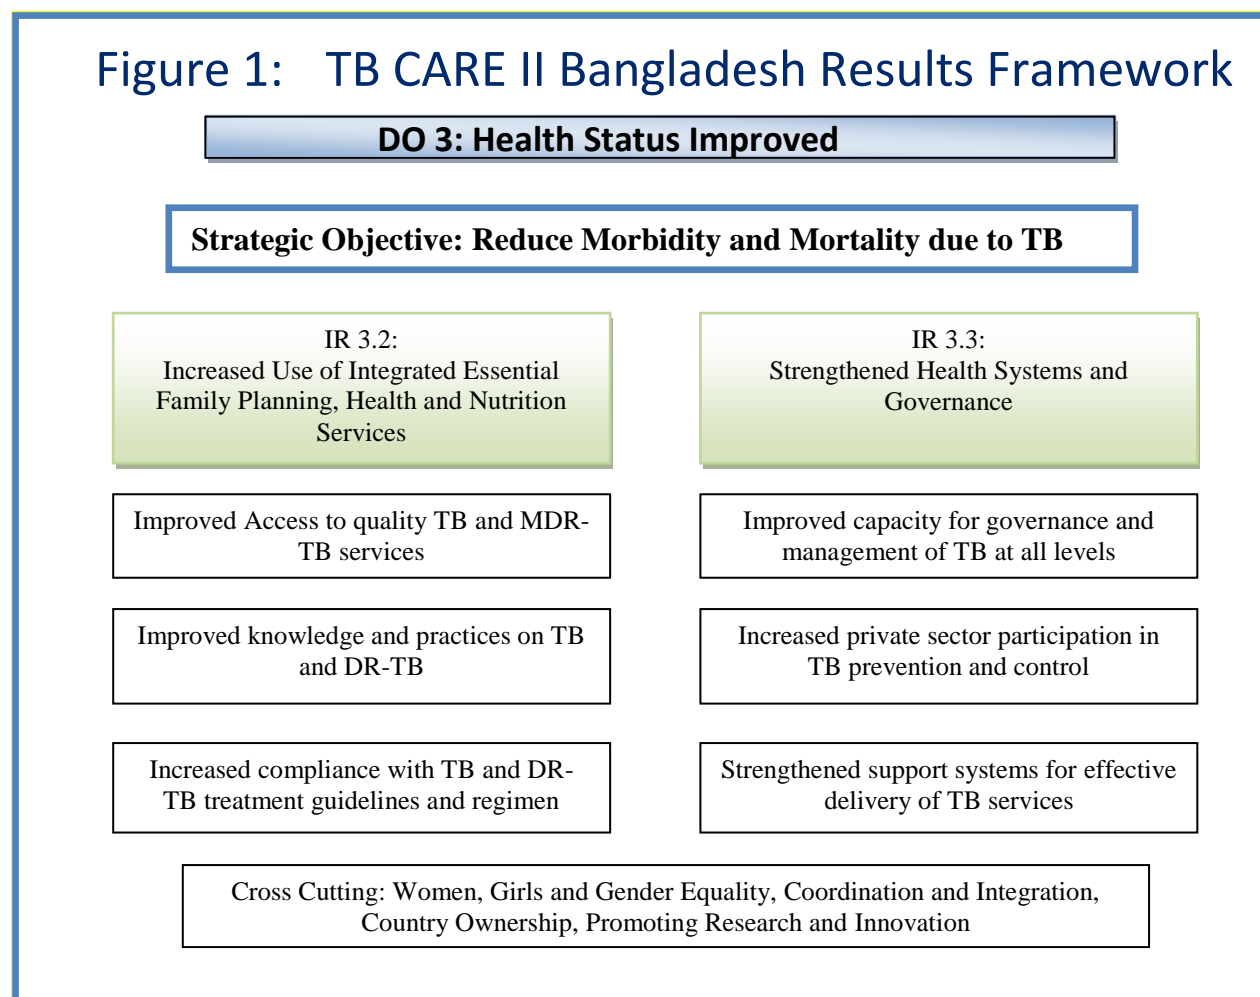 Figure 1: TB CARE II Bangladesh Results Framework
DO 3: Health Status Improved
Strategic Objective: Reduce Morbidity and Mortality due to TB
IR 3.2:
Increased Use of Integrated Essential
Family Planning, Health and Nutrition
Services
IR 3.3:
Strengthened Health Systems and
Governance
Improved Access to quality TB and MDR-
TB services
Improved capacity for governance and
management of TB at all levels
Improved knowledge and practices on TB
and DR-TB
Increased private sector participation in
TB prevention and control
Increased compliance with TB and DR-
TB treatment guidelines and regimen
Strengthened support systems for effective
delivery of TB services
Cross Cutting: Women, Girls and Gender Equality, Coordination and Integration,
Country Ownership, Promoting Research and Innovation